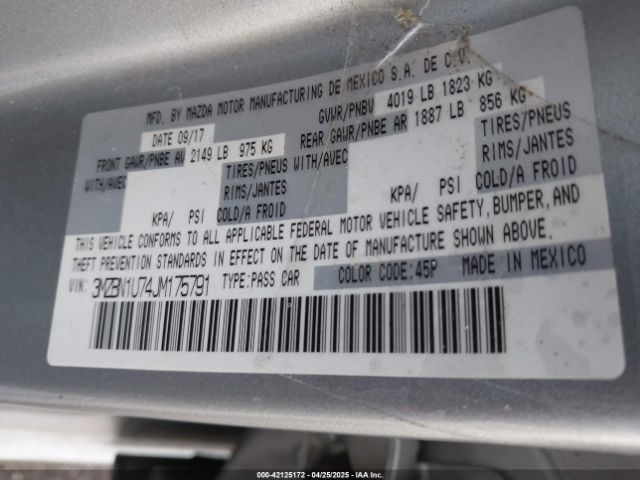 MFD. BY MAZDA MOTOR MANUFACTURING DE MEXICO S.A. DE C.V.
DATE 09/17 GVWR/PNBV 4019 LB 1823 KG
FRONT GAWR/PNBE AV 2149 LB 975 KG REAR GAWR/PNBE AR 1887 LB 856 KG
WITH/AVEC TIRES/PNEUS WITH/AVEC TIRES/PNEUS
RIMS/JANTES RIMS/JANTES
KPA/ PSI COLD/A FROID KPA/ PSI COLD/A FROID
THIS VEHICLE CONFORMS TO ALL APPLICABLE FEDERAL MOTOR VEHICLE SAFETY, BUMPER, AND
THEFT PREVENTION STANDARDS IN EFFECT ON THE DATE OF MANUFACTURE SHOWN ABOVE.
VIN: 3MZBN1U74JM175791 TYPE:PASS CAR COLOR CODE:45P MADE IN MEXICO
000-42125172 - 04/25/2025 - IAAI, Inc.